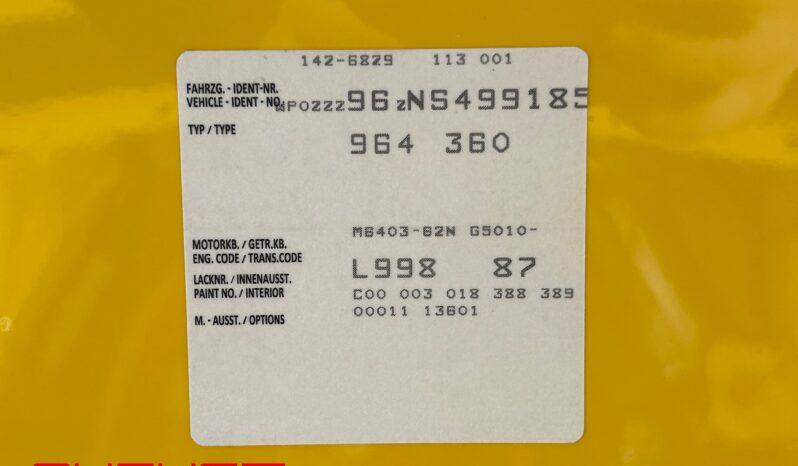 142-6829 113 001
FAHRZG. - IDENT-NR.
VEHICLE - IDENT - NO. WP0ZZZ96ZNS499185
TYP / TYPE
964 360
M6403-62N G5010-
MOTORKB. / GETR.KB.
ENG. CODE / TRANS.CODE
L998 87
LACKNR. / INNENAUSST.
PAINT NO. / INTERIOR
C00 003 018 388 389
00011 13601
M. - AUSST. / OPTIONS